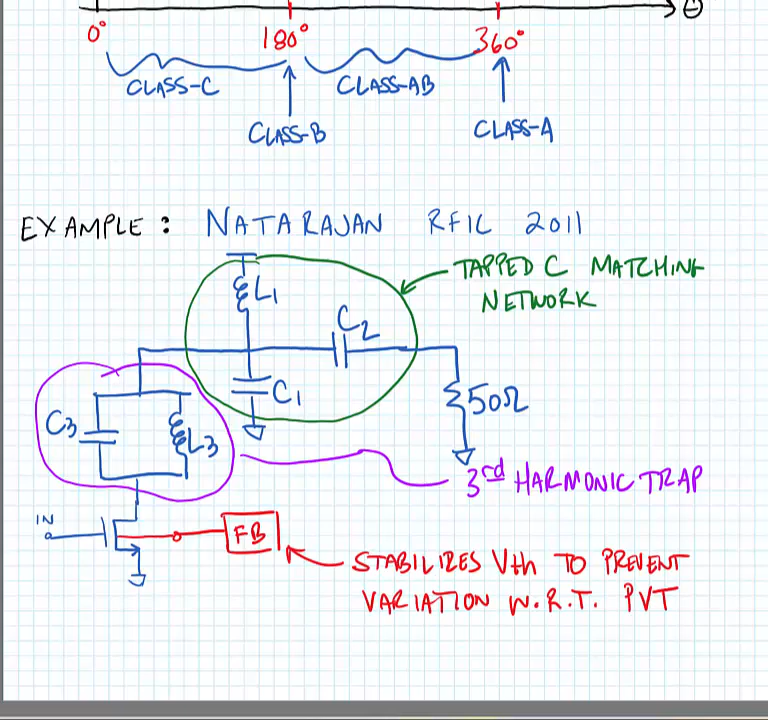 Θ
0° 180° 360°
CLASS-C CLASS-AB
CLASS-B CLASS-A
EXAMPLE: NATARAJAN RFIC 2011
TAPPED C MATCHING
NETWORK
L1
C2
C1
50Ω
C3 L3
3rd HARMONIC TRAP
IN
FB
STABILIZES Vth TO PREVENT
VARIATION W.R.T. PVT